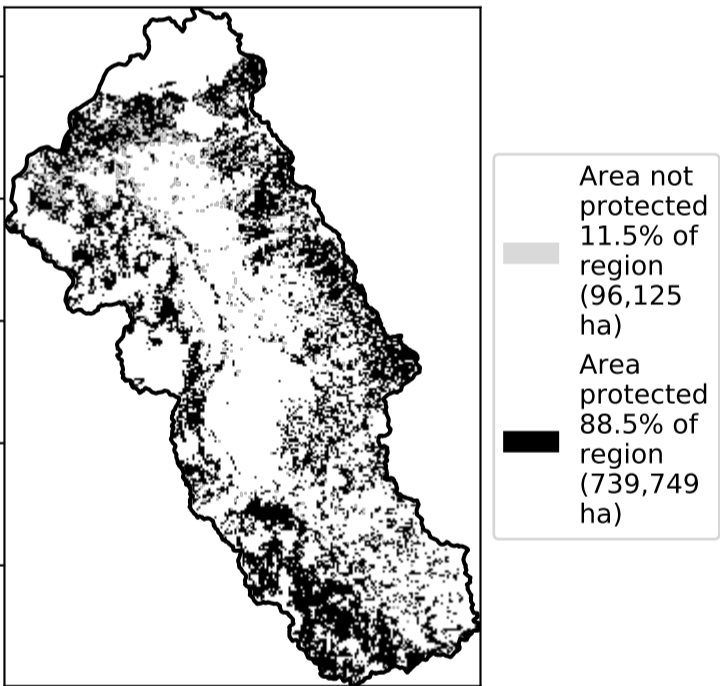 Area not
protected
11.5% of
region
(96,125
ha)
Area
protected
88.5% of
region
(739,749
ha)